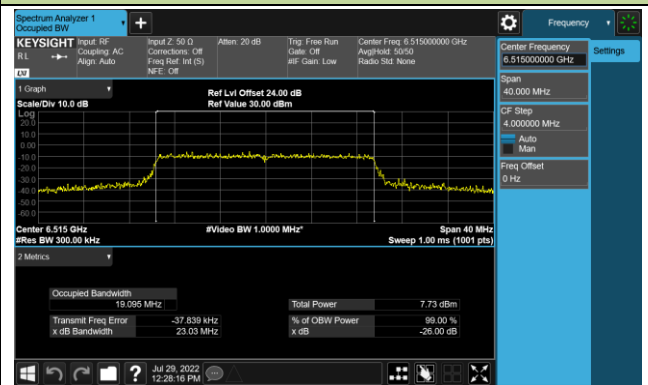 Spectrum Analyzer 1
Occupied BW
Frequency
KEYSIGHT
RL
LXI
Input: RF
Coupling: AC
Align: Auto
Input Z: 50 Ω
Corrections: Off
Freq Ref: Int (S)
NFE: Off
Atten: 20 dB
Trig: Free Run
Gate: Off
#IF Gain: Low
Center Freq: 6.515000000 GHz
Avg|Hold: 50/50
Radio Std: None
Center Frequency
6.515000000 GHz
Settings
Span
40.000 MHz
CF Step
4.000000 MHz
Auto
Man
Freq Offset
0 Hz
1 Graph
Scale/Div 10.0 dB
Ref Lvl Offset 24.00 dB
Ref Value 30.00 dBm
Log
20.0
10.0
0.00
-10.0
-20.0
-30.0
-40.0
-50.0
-60.0
Center 6.515 GHz
#Res BW 300.00 kHz
#Video BW 1.0000 MHz*
Span 40 MHz
Sweep 1.00 ms (1001 pts)
2 Metrics
Occupied Bandwidth
19.095 MHz
Total Power 7.73 dBm
Transmit Freq Error -37.839 kHz
% of OBW Power 99.00 %
x dB Bandwidth 23.03 MHz
x dB -26.00 dB
?
Jul 29, 2022
12:28:16 PM